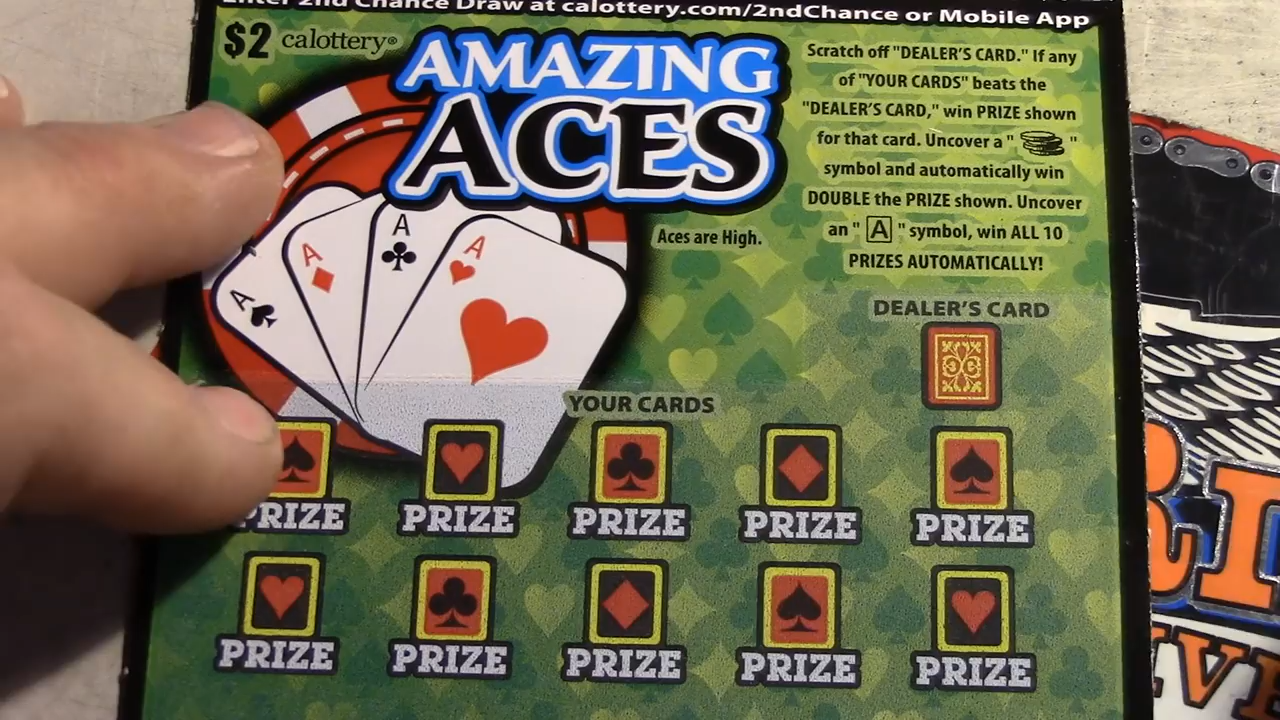 Enter 2nd Chance Draw at calottery.com/2ndChance or Mobile App
$2 calottery®
AMAZING
ACES
Scratch off "DEALER'S CARD." If any
of "YOUR CARDS" beats the
"DEALER'S CARD," win PRIZE shown
for that card. Uncover a " "
symbol and automatically win
DOUBLE the PRIZE shown. Uncover
an " A " symbol, win ALL 10
PRIZES AUTOMATICALLY!
Aces are High.
A A A A
DEALER'S CARD
YOUR CARDS
PRIZE PRIZE PRIZE PRIZE PRIZE
PRIZE PRIZE PRIZE PRIZE PRIZE